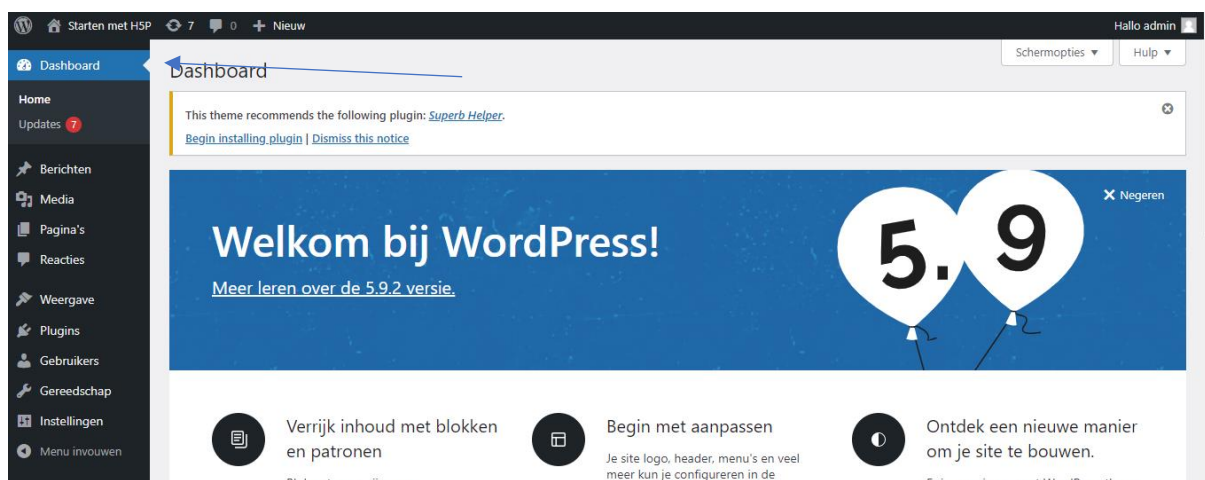 Starten met H5P 7 0 + Nieuw Hallo admin
Dashboard
Home
Updates 7
Berichten
Media
Pagina's
Reacties
Weergave
Plugins
Gebruikers
Gereedschap
Instellingen
Menu invouwen
Schermopties Hulp
Dashboard
This theme recommends the following plugin: Superb Helper.
Begin installing plugin | Dismiss this notice
Negeren
Welkom bij WordPress!
Meer leren over de 5.9.2 versie.
5.9
Verrijk inhoud met blokken
en patronen
Begin met aanpassen
Je site logo, header, menu's en veel
meer kun je configureren in de
Ontdek een nieuwe manier
om je site te bouwen.